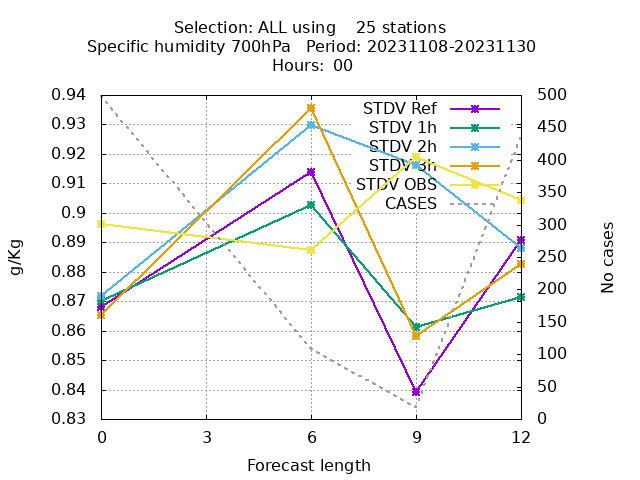 Selection: ALL using    25 stations
Specific humidity 700hPa   Period: 20231108-20231130
Hours:  00
0.94
0.93
0.92
0.91
0.9
0.89
0.88
0.87
0.86
0.85
0.84
0.83
g/Kg
STDV Ref
STDV 1h
STDV 2h
STDV 3h
STDV OBS
CASES
500
450
400
350
300
250
200
150
100
50
0
No cases
0 3 6 9 12
Forecast length